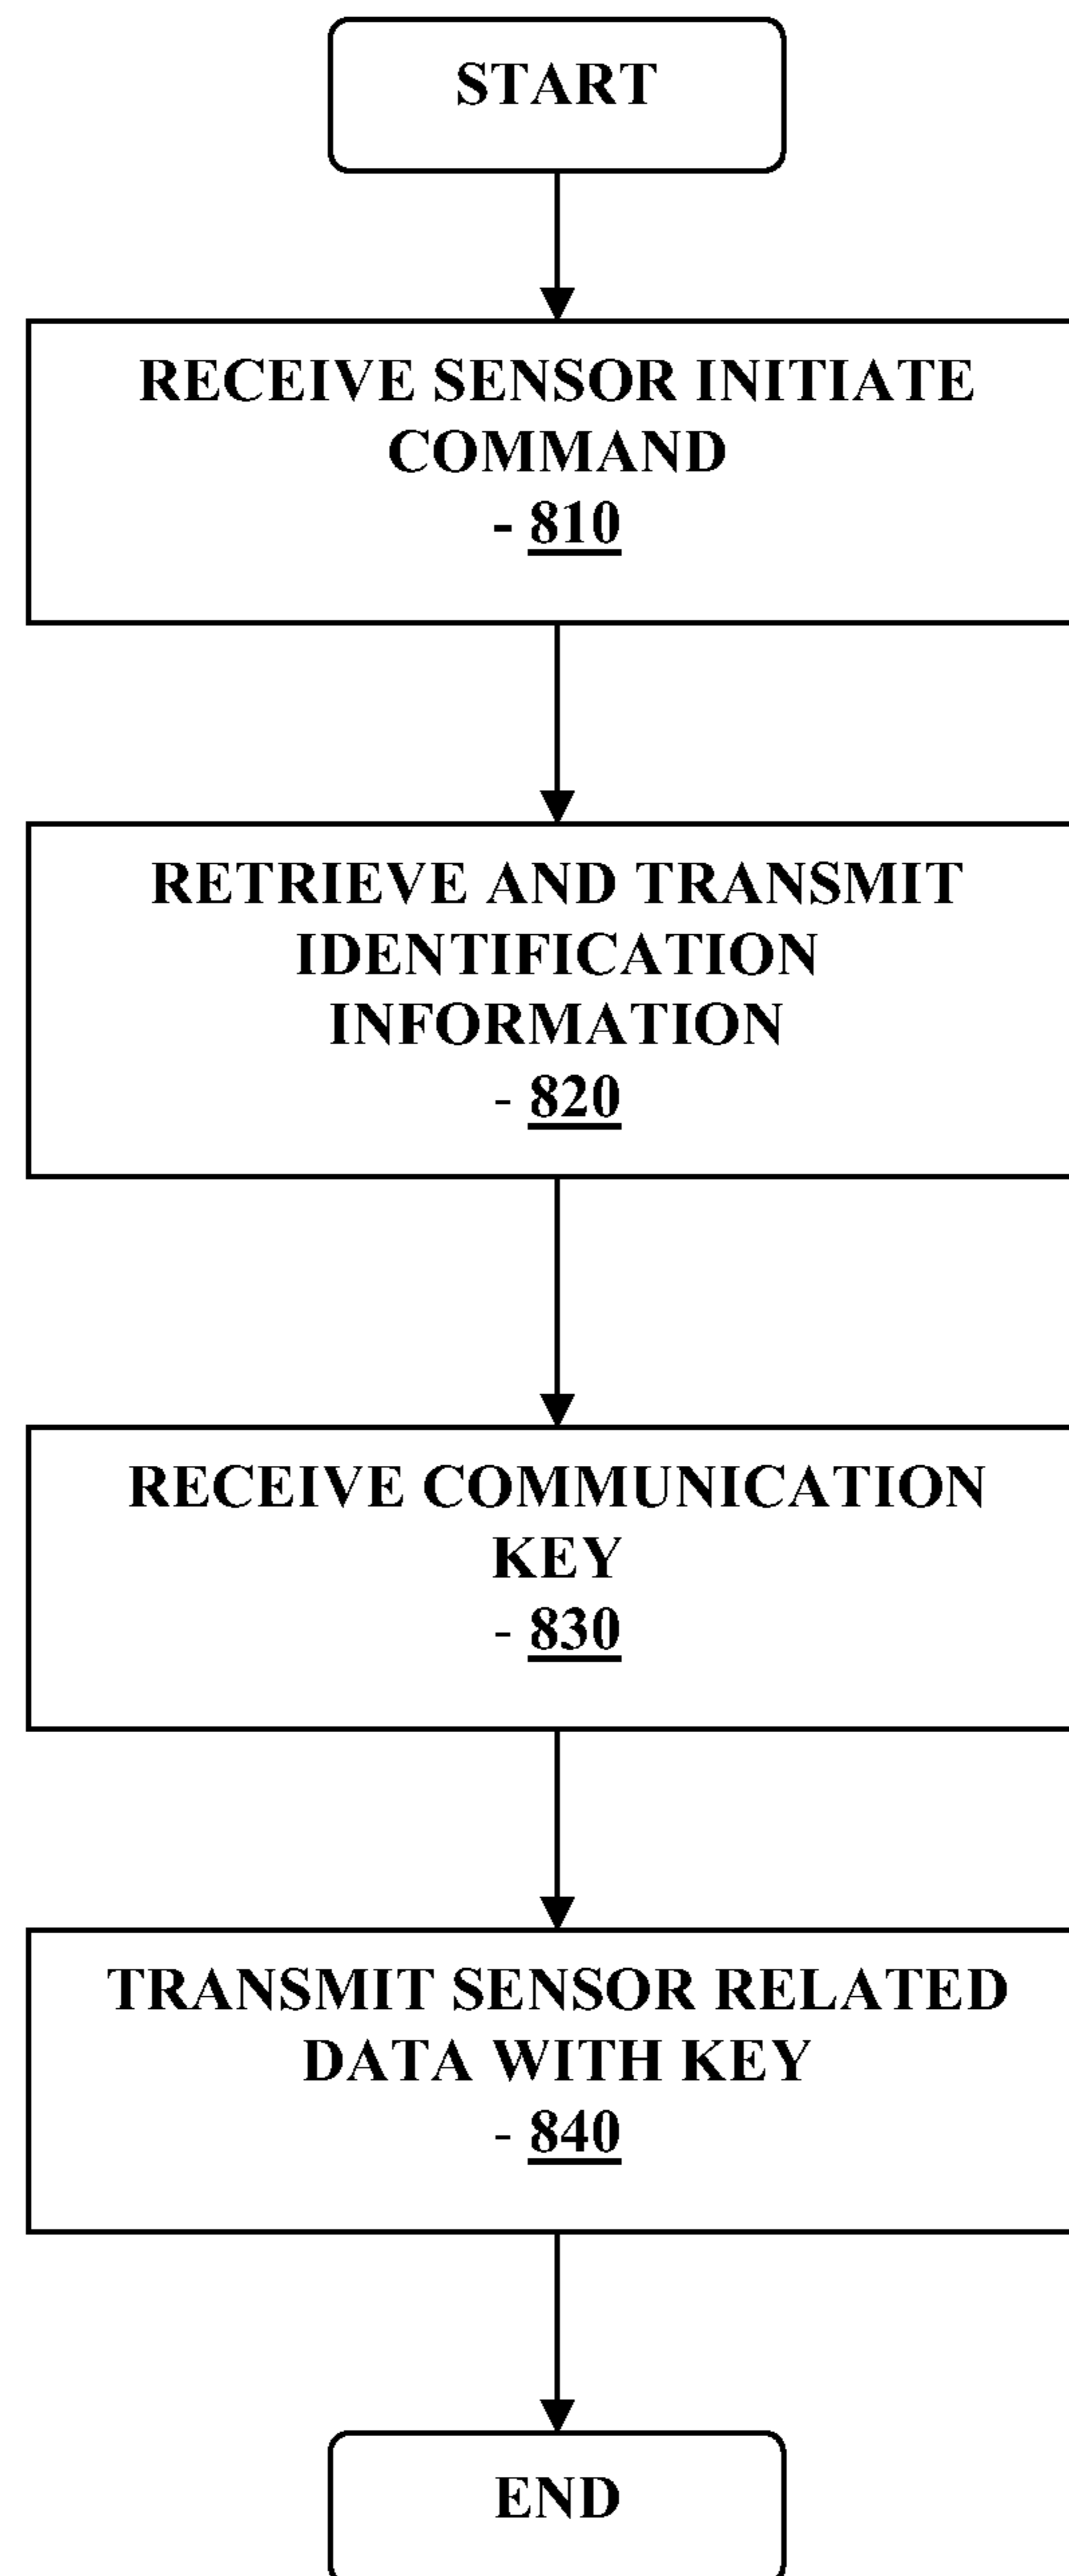 START
RECEIVE SENSOR INITIATE
COMMAND
- 810
RETRIEVE AND TRANSMIT
IDENTIFICATION
INFORMATION
- 820
RECEIVE COMMUNICATION
KEY
- 830
TRANSMIT SENSOR RELATED
DATA WITH KEY
- 840
END